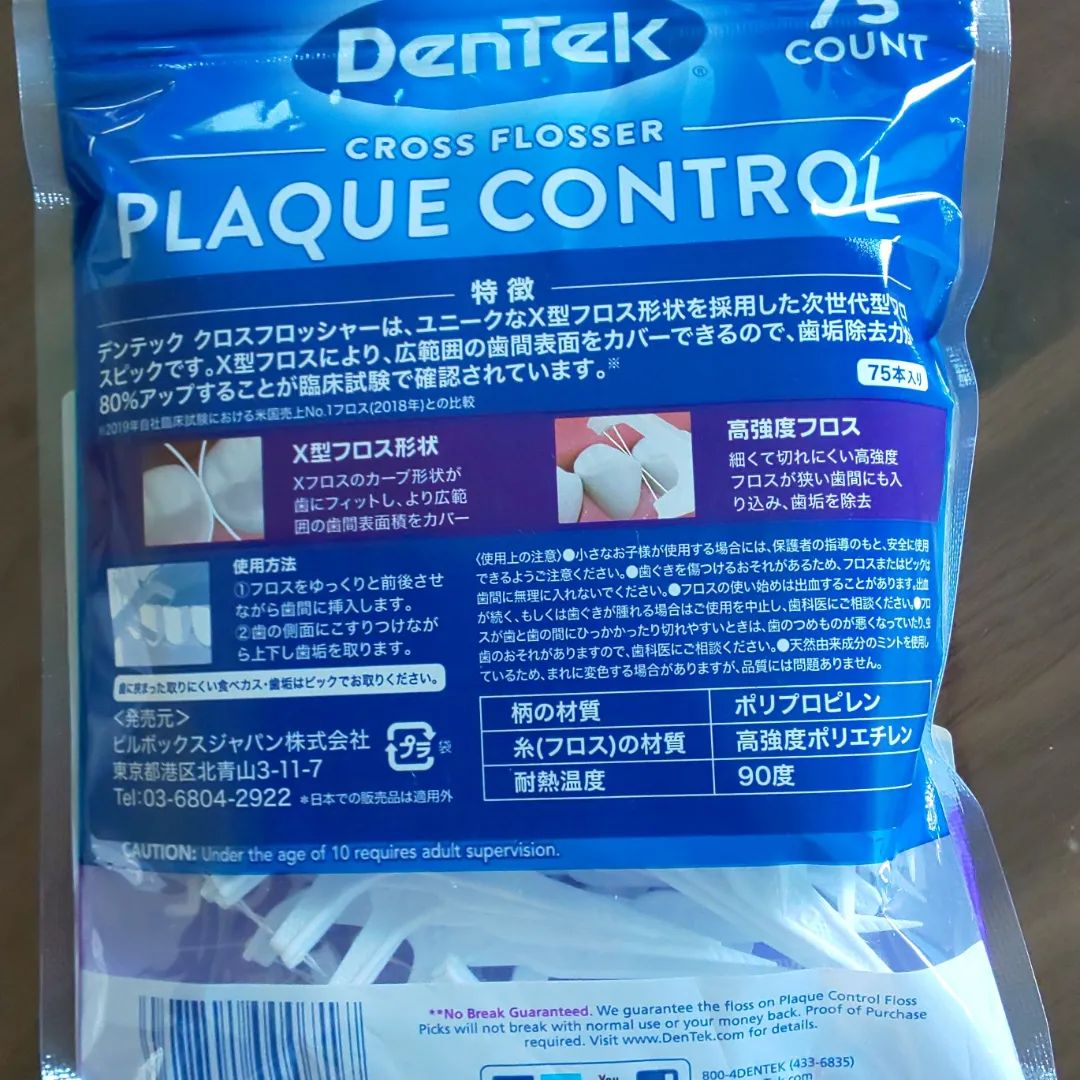 DenTek®
75
COUNT
CROSS FLOSSER
PLAQUE CONTROL
特徴
デンテック クロスフロッシャーは、ユニークなX型フロス形状を採用した次世代型フロ
スピックです。X型フロスにより、広範囲の歯間表面をカバーできるので、歯垢除去力が
80%アップすることが臨床試験で確認されています。※
75本入り
※2019年自社臨床試験における米国売上No.1フロス(2018年)との比較
X型フロス形状
Xフロスのカーブ形状が
歯にフィットし、より広範
囲の歯間表面積をカバー
高強度フロス
細くて切れにくい高強度
フロスが狭い歯間にも入
り込み、歯垢を除去
使用方法
①フロスをゆっくりと前後させ
ながら歯間に挿入します。
②歯の側面にこすりつけなが
ら上下し歯垢を取ります。
歯に挟まった取りにくい食べカス・歯垢はピックでお取りください。
〈使用上の注意〉●小さなお子様が使用する場合には、保護者の指導のもと、安全に使用
できるようご注意ください。●歯ぐきを傷つけるおそれがあるため、フロスまたはピックは
歯間に無理に入れないでください。●フロスの使い始めは出血することがあります。出血
が続く、もしくは歯ぐきが腫れる場合はご使用を中止し、歯科医にご相談ください。●フロ
スが歯と歯の間にひっかかったり切れやすいときは、歯のつめものが悪くなっていたり、虫
歯のおそれがありますので、歯科医にご相談ください。●天然由来成分のミントを使用し
ているため、まれに変色する場合がありますが、品質には問題ありません。
<発売元>
ピルボックスジャパン株式会社
東京都港区北青山3-11-7
Tel:03-6804-2922 *日本での販売品は適用外
プラ 袋
柄の材質 ポリプロピレン
糸(フロス)の材質 高強度ポリエチレン
耐熱温度 90度
CAUTION: Under the age of 10 requires adult supervision.
**No Break Guaranteed. We guarantee the floss on Plaque Control Floss
Picks will not break with normal use or your money back. Proof of Purchase
required. Visit www.DenTek.com for details.
You
800-4DENTEK (433-6835)